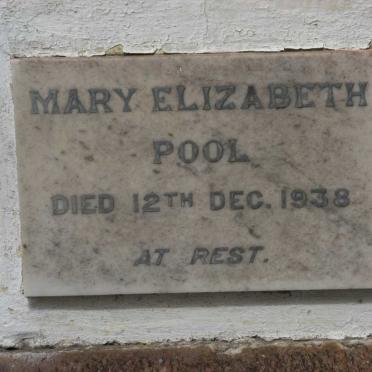 MARY ELIZABETH
POOL
DIED 12TH DEC. 1938
AT REST.